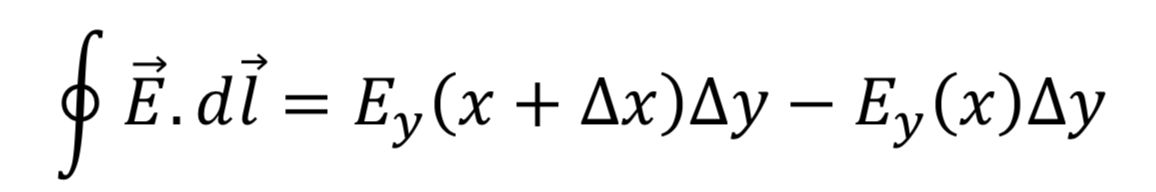 ∮ E⃗ . dl⃗ = E_y(x + Δx)Δy − E_y(x)Δy